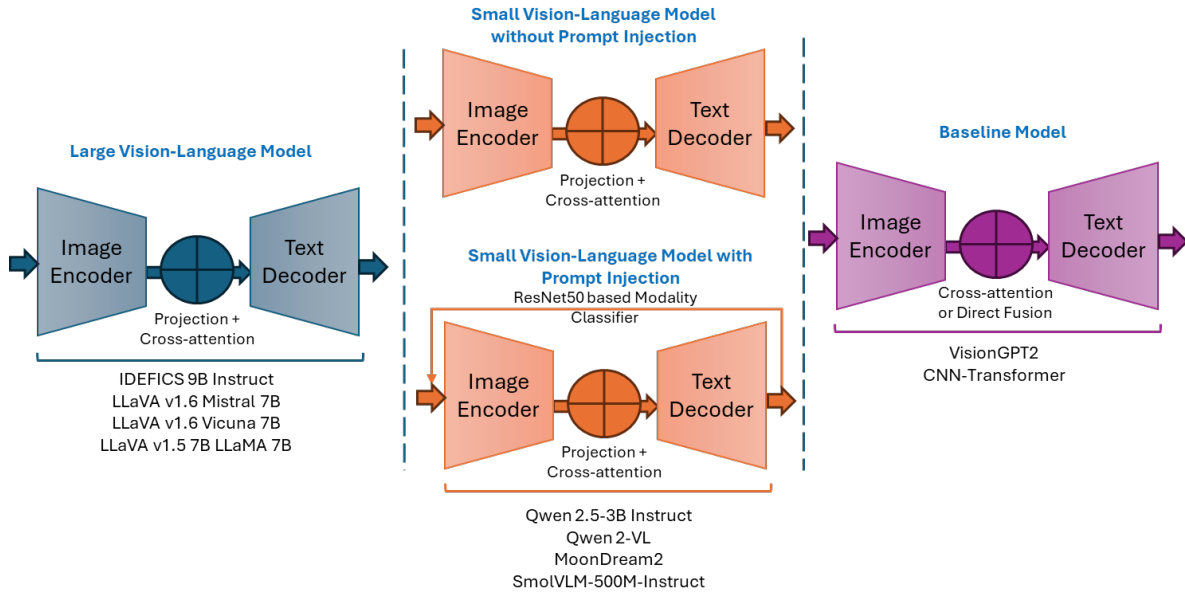 Large Vision-Language Model
Image
Encoder
Text
Decoder
Projection +
Cross-attention
IDEFICS 9B Instruct
LLaVA v1.6 Mistral 7B
LLaVA v1.6 Vicuna 7B
LLaVA v1.5 7B LLaMA 7B
Small Vision-Language Model
without Prompt Injection
Image
Encoder
Text
Decoder
Projection +
Cross-attention
Small Vision-Language Model with
Prompt Injection
ResNet50 based Modality
Classifier
Image
Encoder
Text
Decoder
Projection +
Cross-attention
Qwen 2.5-3B Instruct
Qwen 2-VL
MoonDream2
SmolVLM-500M-Instruct
Baseline Model
Image
Encoder
Text
Decoder
Cross-attention
or Direct Fusion
VisionGPT2
CNN-Transformer